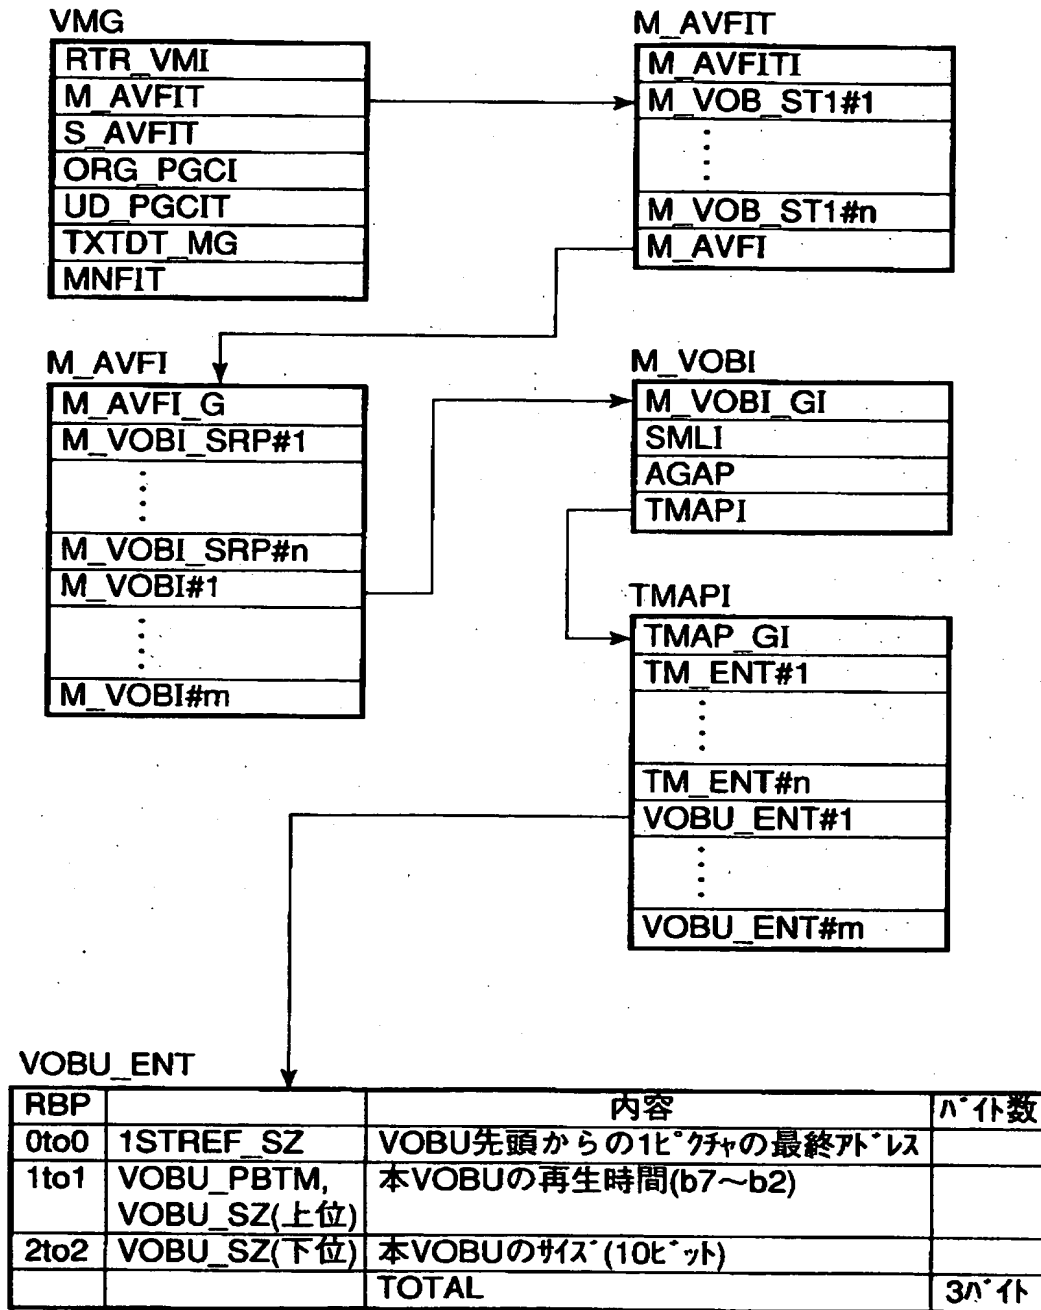 VMG
RTR_VMI
M_AVFIT
S_AVFIT
ORG_PGCI
UD_PGCIT
TXTDT_MG
MNFIT
M_AVFIT
M_AVFITI
M_VOB_ST1#1
M_VOB_ST1#n
M_AVFI
M_AVFI
M_AVFI_G
M_VOBI_SRP#1
M_VOBI_SRP#n
M_VOBI#1
M_VOBI#m
M_VOBI
M_VOBI_GI
SMLI
AGAP
TMAPI
TMAPI
TMAP_GI
TM_ENT#1
TM_ENT#n
VOBU_ENT#1
VOBU_ENT#m
VOBU_ENT
RBP 内容 ﾊﾞｲﾄ数
0to0 1STREF_SZ VOBU先頭からの1ﾋﾟｸﾁｬの最終ｱﾄﾞﾚｽ
1to1 VOBU_PBTM, 本VOBUの再生時間(b7～b2)
VOBU_SZ(上位)
2to2 VOBU_SZ(下位) 本VOBUのｻｲｽﾞ(10ﾋﾞｯﾄ)
TOTAL 3ﾊﾞｲﾄ